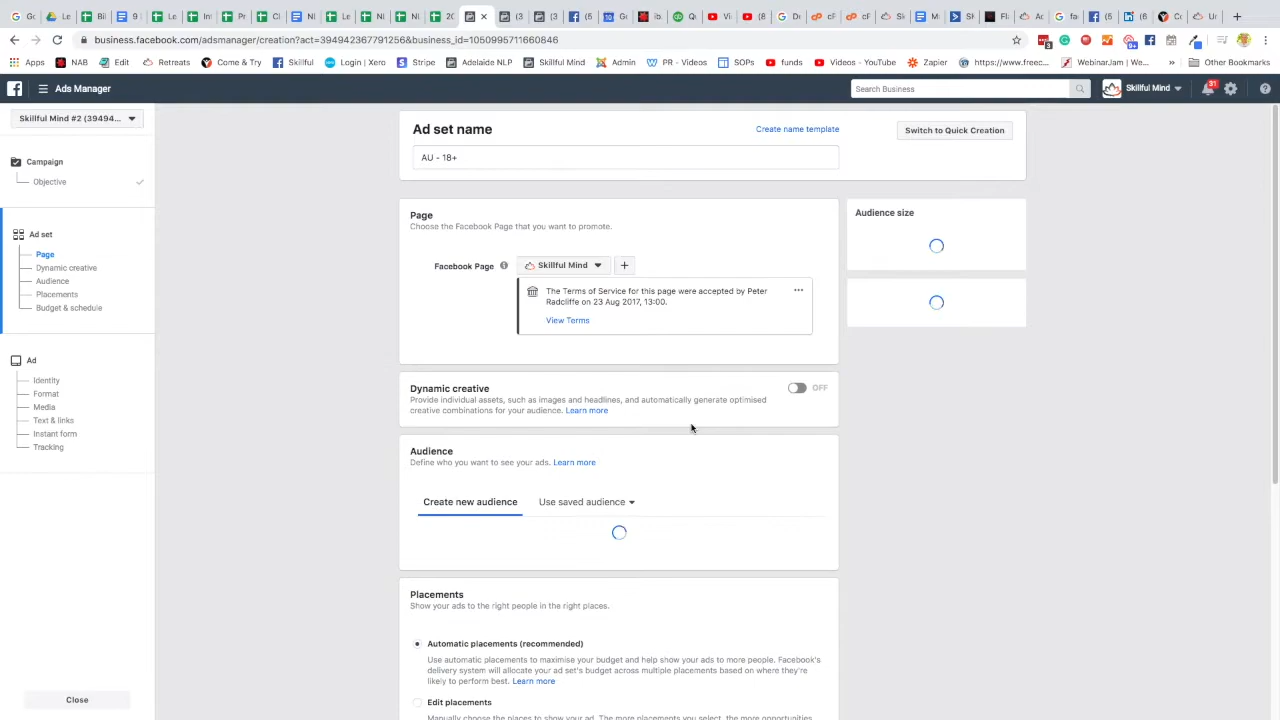 business.facebook.com/adsmanager/creation?act=394942367791256&business_id=1050995711660846
Apps
NAB
Edit
Retreats
Come & Try
Skillful
Login | Xero
Stripe
Adelaide NLP
Skillful Mind
Admin
PR - Videos
SOPs
funds
Videos - YouTube
Zapier
https://www.freec...
WebinarJam | We...
»
Other Bookmarks
Ads Manager
Search Business
Skillful Mind
31
Skillful Mind #2 (39494...
Campaign
Objective
Ad set
Page
Dynamic creative
Audience
Placements
Budget & schedule
Ad
Identity
Format
Media
Text & links
Instant form
Tracking
Close
Ad set name
Create name template
Switch to Quick Creation
AU - 18+
Page
Choose the Facebook Page that you want to promote.
Facebook Page
Skillful Mind
+
The Terms of Service for this page were accepted by Peter
Radcliffe on 23 Aug 2017, 13:00.
View Terms
Audience size
Dynamic creative
OFF
Provide individual assets, such as images and headlines, and automatically generate optimised
creative combinations for your audience. Learn more
Audience
Define who you want to see your ads. Learn more
Create new audience
Use saved audience
Placements
Show your ads to the right people in the right places.
Automatic placements (recommended)
Use automatic placements to maximise your budget and help show your ads to more people. Facebook's
delivery system will allocate your ad set's budget across multiple placements based on where they're
likely to perform best. Learn more
Edit placements
Manually choose the places to show your ad. The more placements you select, the more opportunities